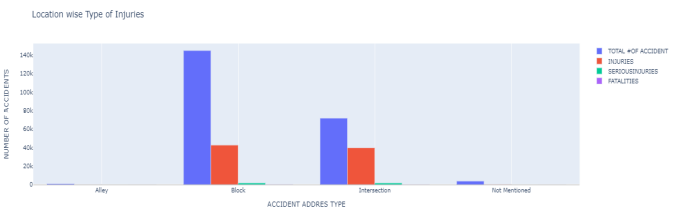 Location wise Type of Injuries
TOTAL #OF ACCIDENT
INJURIES
SERIOUSINJURIES
FATALITIES
NUMBER OF ACCIDENTS
140k
120k
100k
80k
60k
40k
20k
0
Alley
Block
Intersection
Not Mentioned
ACCIDENT ADDRES TYPE